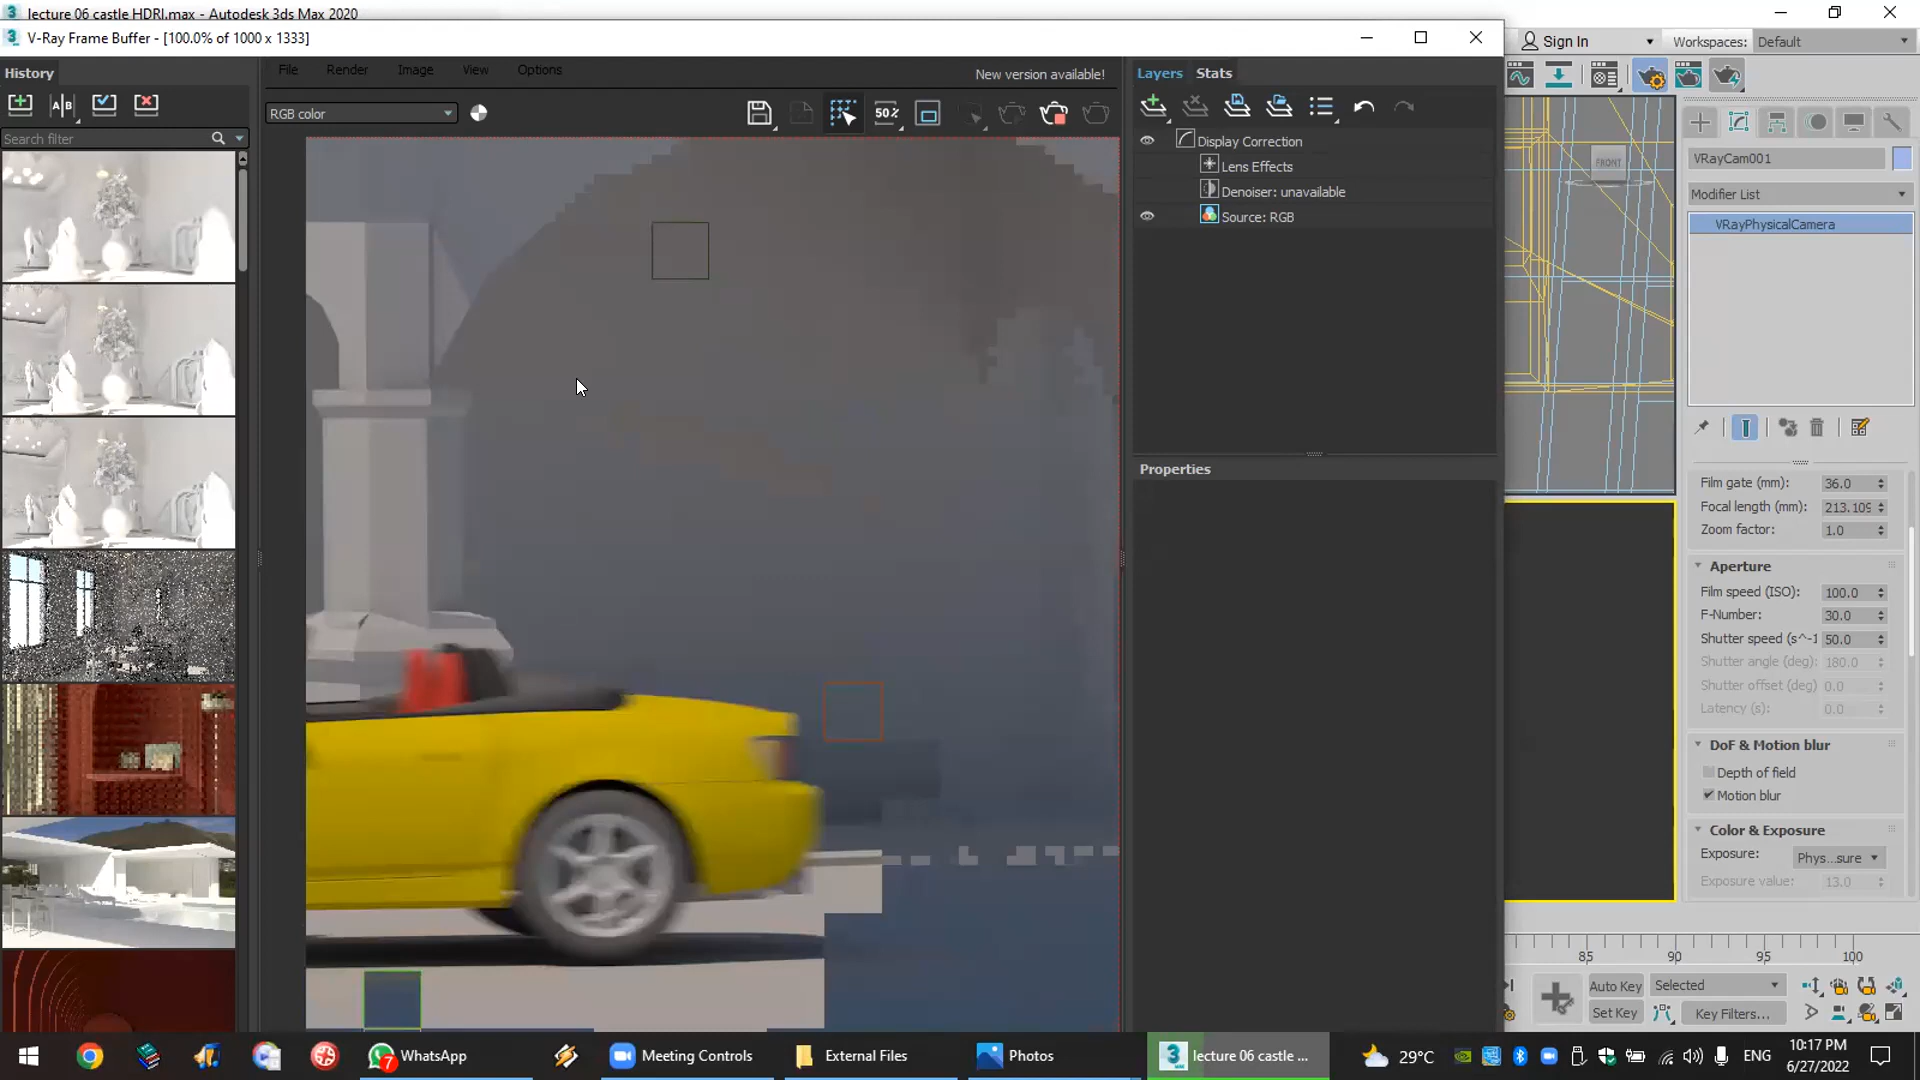 lecture 06 castle HDRI.max - Autodesk 3ds Max 2020
V-Ray Frame Buffer - [100.0% of 1000 x 1333]
Sign In
Workspaces: Default
History
File Render Image View Options
New version available!
Layers Stats
A B
RGB color
50%
Search filter
Display Correction
Lens Effects
Denoiser: unavailable
Source: RGB
Properties
FRONT
VRayCam001
Modifier List
VRayPhysicalCamera
Film gate (mm): 36.0
Focal length (mm): 213.109
Zoom factor: 1.0
Aperture
Film speed (ISO): 100.0
F-Number: 30.0
Shutter speed (s^-1 50.0
Shutter angle (deg): 180.0
Shutter offset (deg) 0.0
Latency (s): 0.0
DoF & Motion blur
Depth of field
Motion blur
Color & Exposure
Exposure: Phys...sure
Exposure value: 13.0
85 90 95 100
Auto Key Selected
Set Key Key Filters...
7
WhatsApp
Meeting Controls
External Files
Photos
3
lecture 06 castle ...
29°C
ENG
10:17 PM
6/27/2022